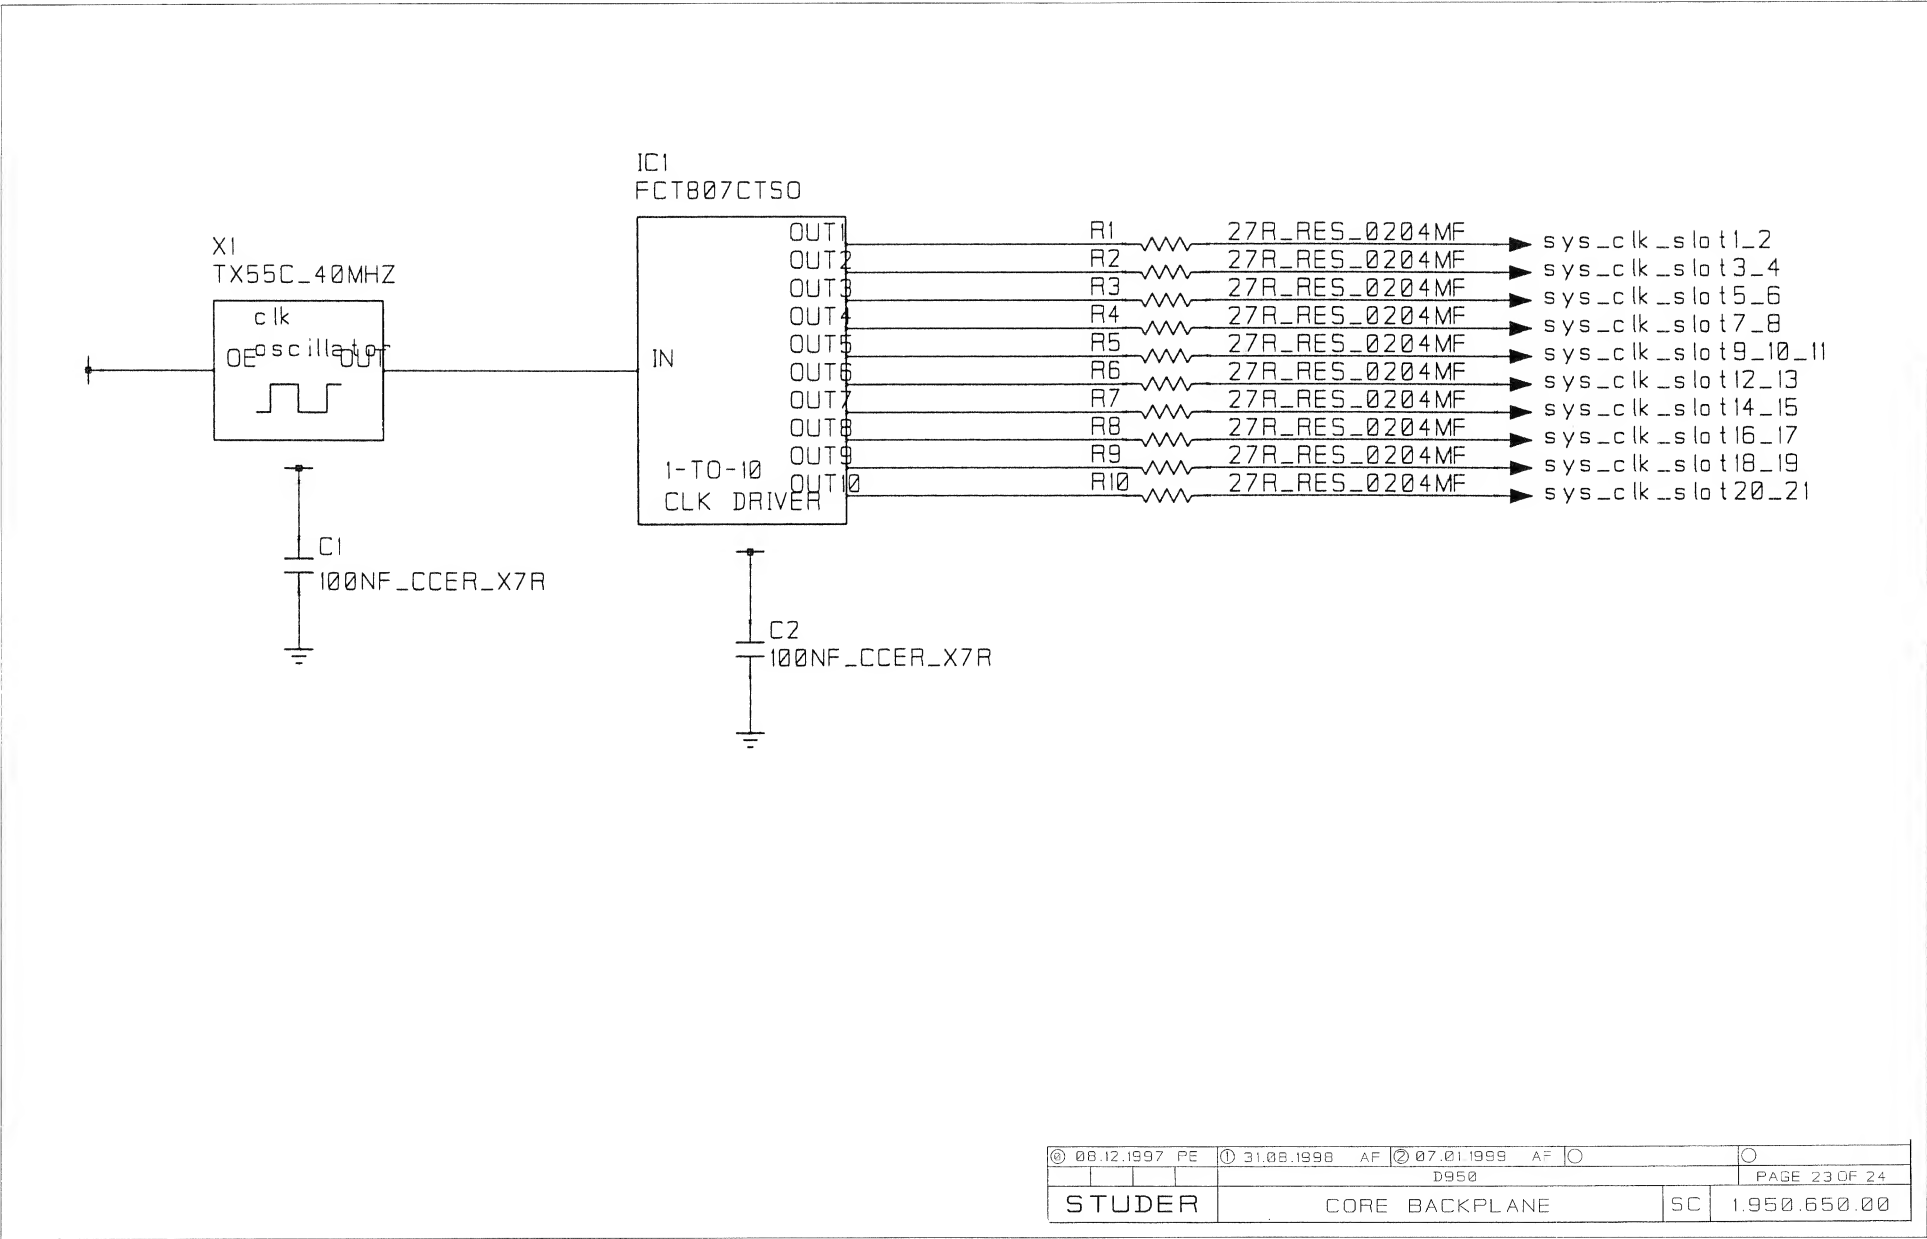 IC1
FCT807CTSO
X1
TX55C_40MHZ
clk
oscillator
OE
OUT
IN
1-TO-10
CLK DRIVER
OUT1
OUT2
OUT3
OUT4
OUT5
OUT6
OUT7
OUT8
OUT9
OUT10
R1 27R_RES_0204MF sys_clk_slot1_2
R2 27R_RES_0204MF sys_clk_slot3_4
R3 27R_RES_0204MF sys_clk_slot5_6
R4 27R_RES_0204MF sys_clk_slot7_8
R5 27R_RES_0204MF sys_clk_slot9_10_11
R6 27R_RES_0204MF sys_clk_slot12_13
R7 27R_RES_0204MF sys_clk_slot14_15
R8 27R_RES_0204MF sys_clk_slot16_17
R9 27R_RES_0204MF sys_clk_slot18_19
R10 27R_RES_0204MF sys_clk_slot20_21
C1
100NF_CCER_X7R
C2
100NF_CCER_X7R
0 08.12.1997 PE 1 31.08.1998 AF 2 07.01.1999 AF
D950 PAGE 23 OF 24
STUDER CORE BACKPLANE SC 1.950.650.00